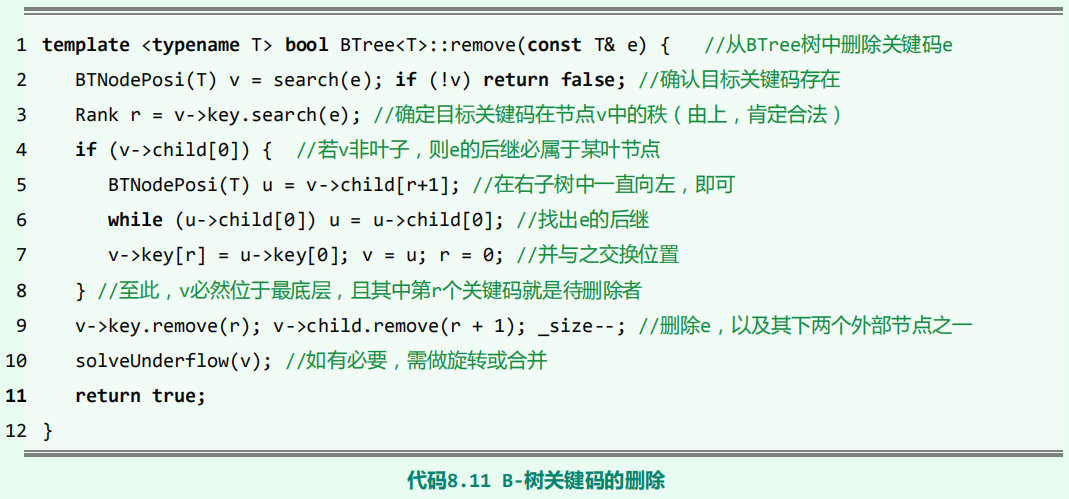 1 template <typename T> bool BTree<T>::remove(const T& e) { //从BTree树中删除关键码e
2 BTNodePosi(T) v = search(e); if (!v) return false; //确认目标关键码存在
3 Rank r = v->key.search(e); //确定目标关键码在节点v中的秩（由上，肯定合法）
4 if (v->child[0]) { //若v非叶子，则e的后继必属于某叶节点
5 BTNodePosi(T) u = v->child[r+1]; //在右子树中一直向左，即可
6 while (u->child[0]) u = u->child[0]; //找出e的后继
7 v->key[r] = u->key[0]; v = u; r = 0; //并与之交换位置
8 } //至此，v必然位于最底层，且其中第r个关键码就是待删除者
9 v->key.remove(r); v->child.remove(r + 1); _size--; //删除e，以及其下两个外部节点之一
10 solveUnderflow(v); //如有必要，需做旋转或合并
11 return true;
12 }
代码8.11 B-树关键码的删除